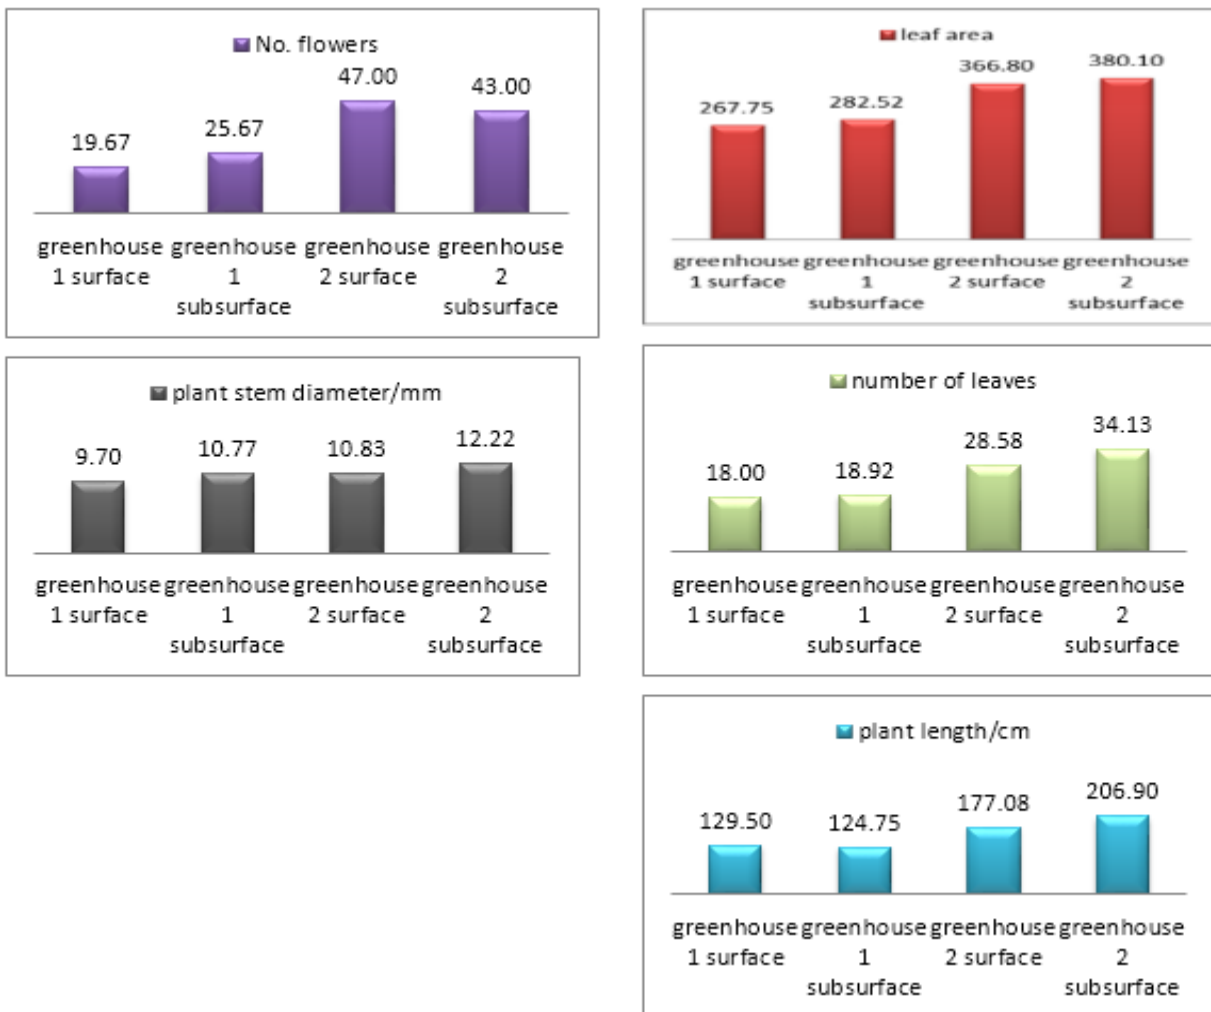 No. flowers
47.00
43.00
25.67
19.67
greenhouse greenhouse greenhouse greenhouse
1 surface 1 2 surface 2
subsurface subsurface
leaf area
380.10
366.80
282.52
267.75
greenhouse greenhouse greenhouse greenhouse
1 surface 1 2 surface 2
subsurface subsurface
plant stem diameter/mm
12.22
10.77 10.83
9.70
greenhouse greenhouse greenhouse greenhouse
1 surface 1 2 surface 2
subsurface subsurface
number of leaves
34.13
28.58
18.00 18.92
greenhouse greenhouse greenhouse greenhouse
1 surface 1 2 surface 2
subsurface subsurface
plant length/cm
206.90
177.08
129.50 124.75
greenhouse greenhouse greenhouse greenhouse
1 surface 1 2 surface 2
subsurface subsurface